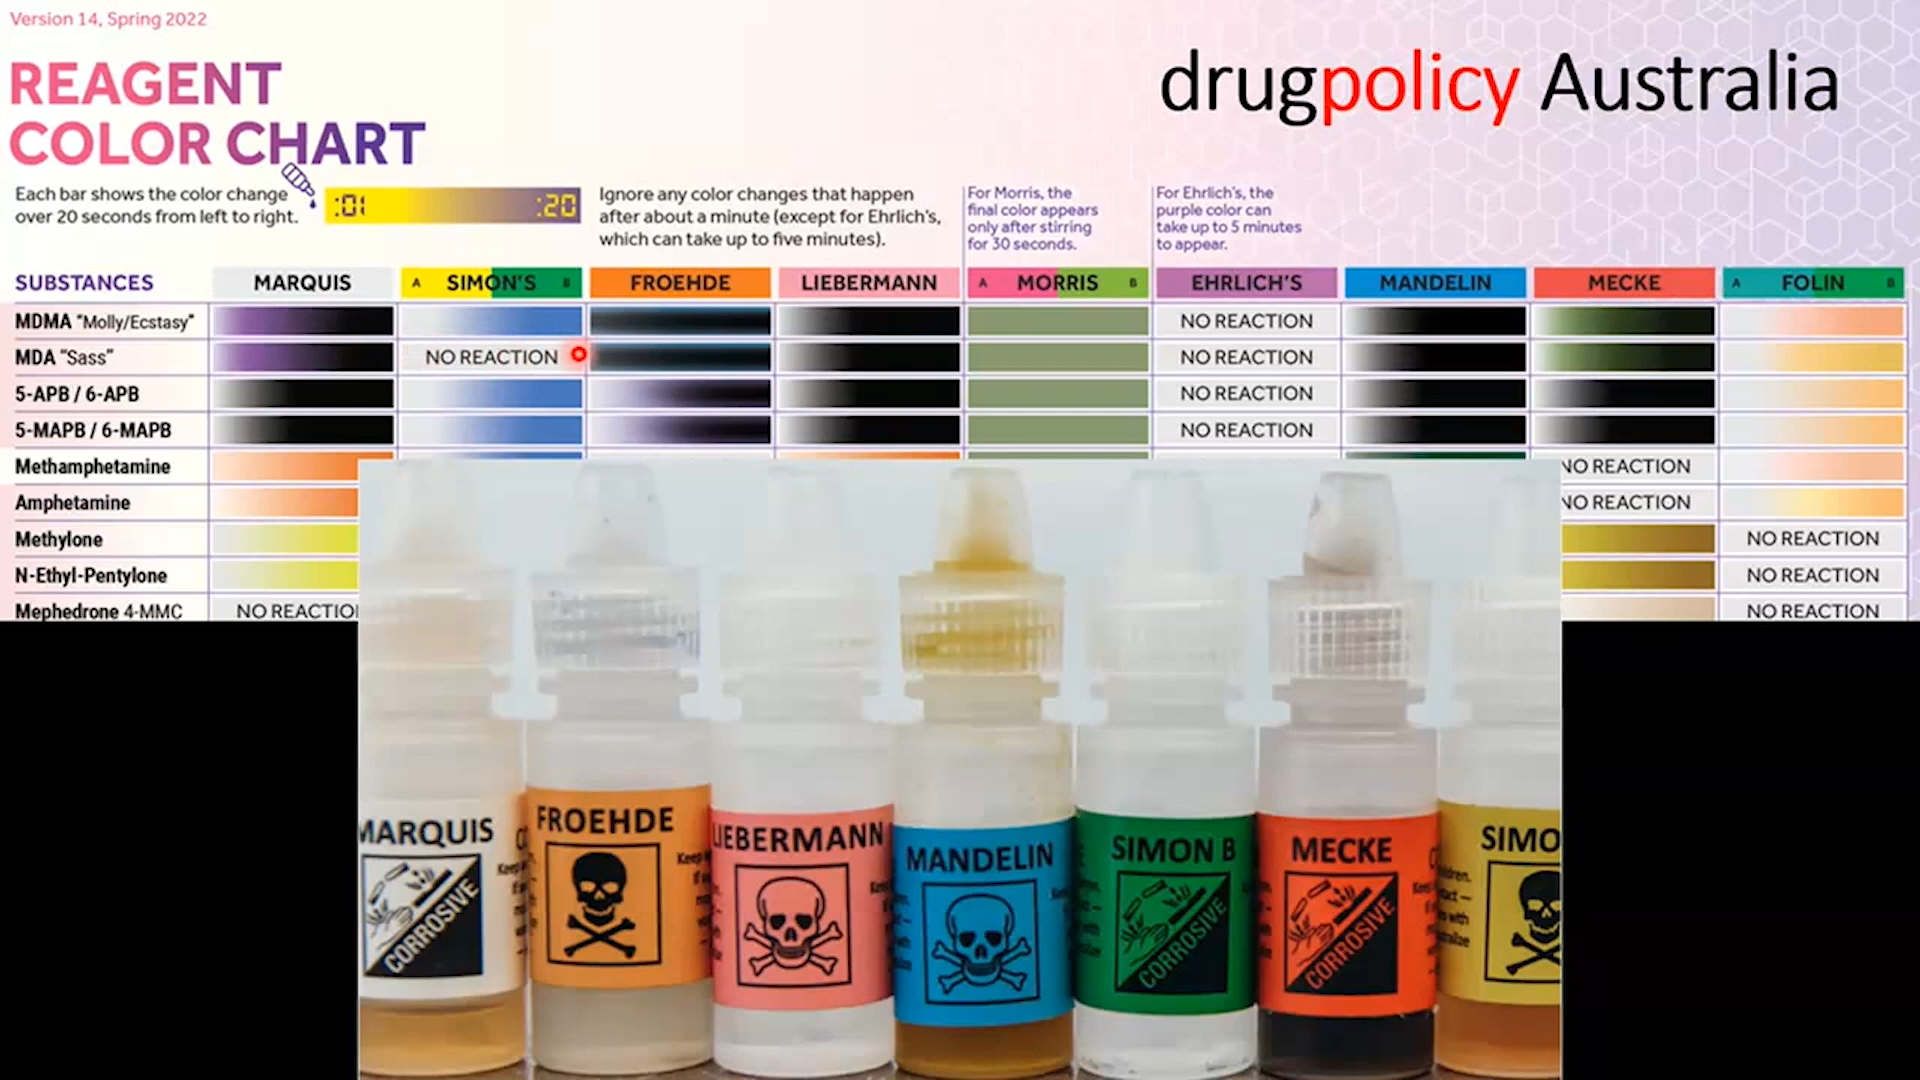 Version 14, Spring 2022
REAGENT
COLOR CHART
drugpolicy Australia
Each bar shows the color change
over 20 seconds from left to right.
:01 :20
Ignore any color changes that happen
after about a minute (except for Ehrlich's,
which can take up to five minutes).
For Morris, the
final color appears
only after stirring
for 30 seconds.
For Ehrlich's, the
purple color can
take up to 5 minutes
to appear.
SUBSTANCES MARQUIS A SIMON'S B FROEHDE LIEBERMANN A MORRIS B EHRLICH'S MANDELIN MECKE A FOLIN B
MDMA "Molly/Ecstasy" NO REACTION
MDA "Sass" NO REACTION NO REACTION
5-APB / 6-APB NO REACTION
5-MAPB / 6-MAPB NO REACTION
Methamphetamine NO REACTION
Amphetamine NO REACTION
Methylone NO REACTION
N-Ethyl-Pentylone NO REACTION
Mephedrone 4-MMC NO REACTIO NO REACTION
MARQUIS
CORROSIVE
FROEHDE
Keep
LIEBERMANN
MANDELIN
SIMON B
CORROSIVE
MECKE
CORROSIVE
SIMO